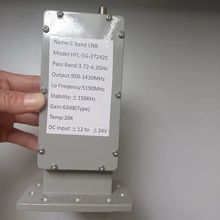 Name:C band LNB
Model: HFL-5G-37242C
Pass Band: 3.72-4.2GHz
Output:950-1430MHz
Lo Freqency:5150MHz
Stability: ±150KHz
Gain:63dB(Type)
Temp:20K
DC Input: ±12 to ±24V